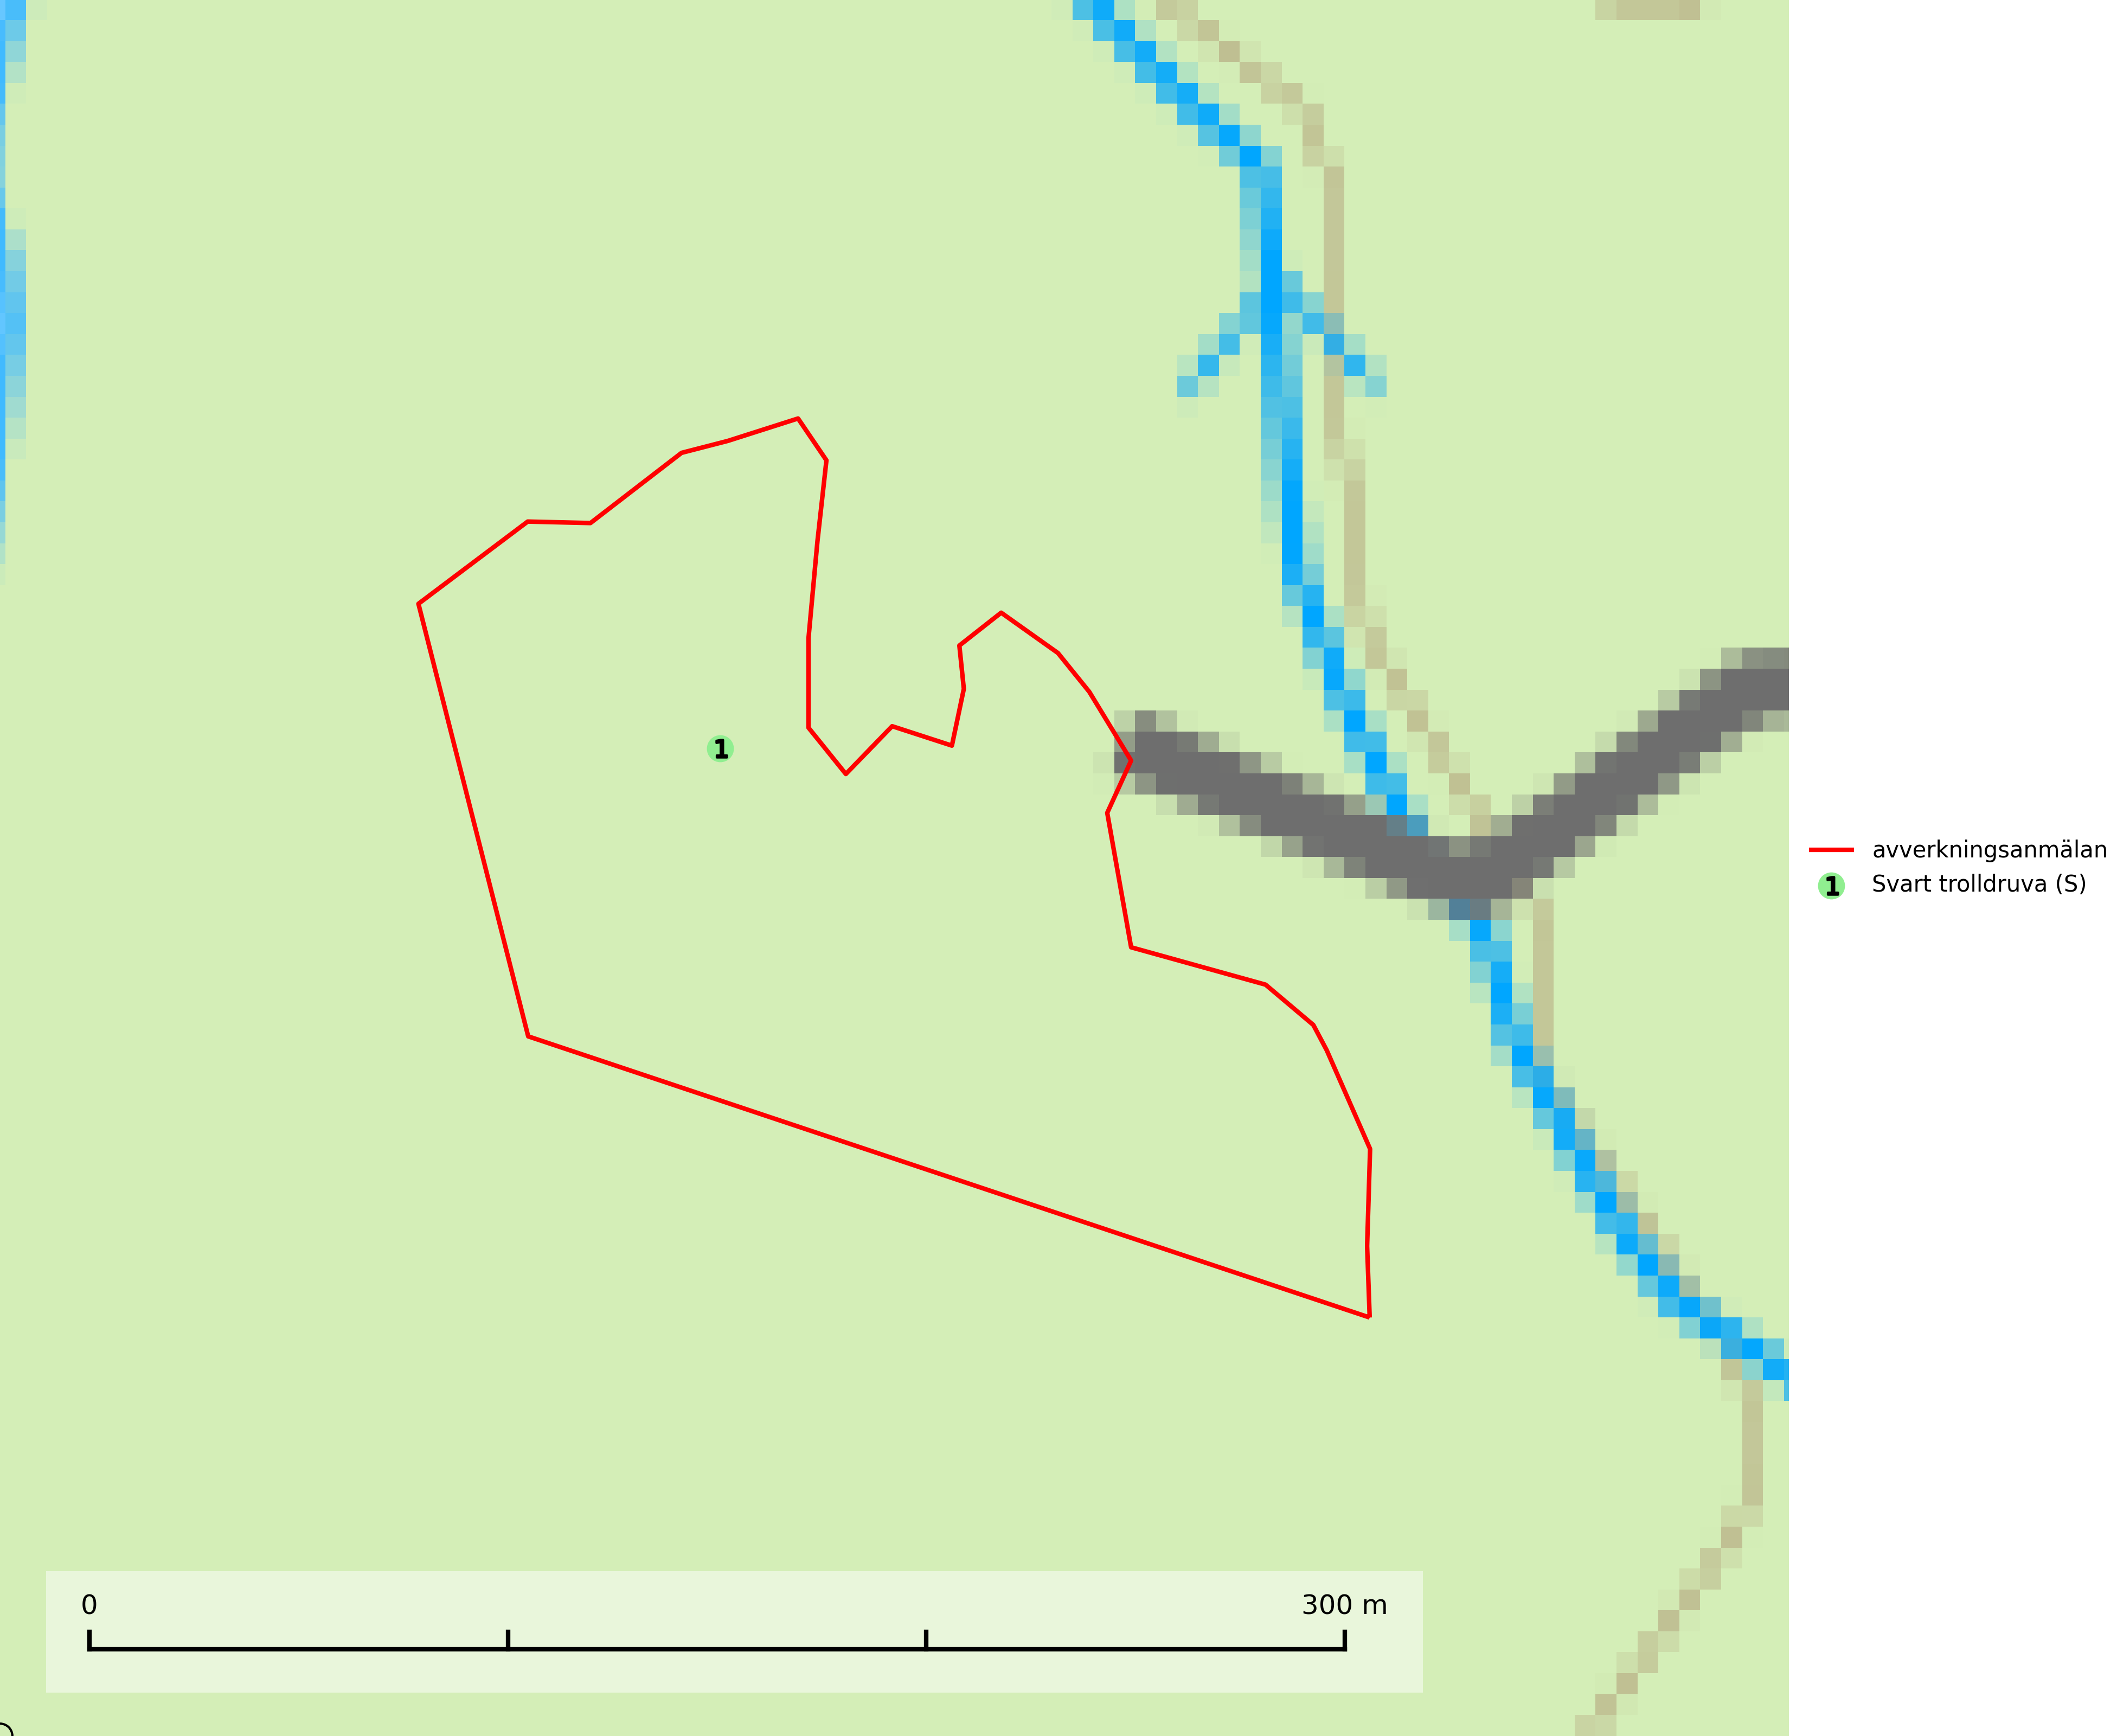 1
avverkningsanmälan
1 Svart trolldruva (S)
0 300 m